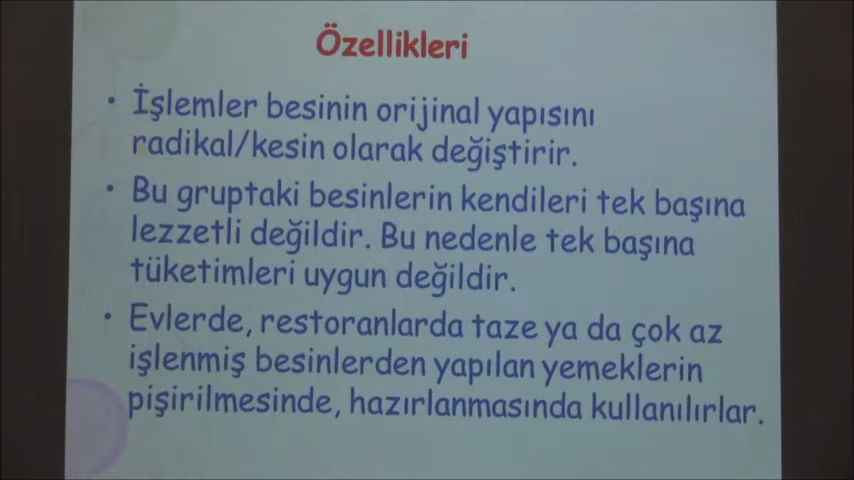 Özellikleri
• İşlemler besinin orijinal yapısını
radikal/kesin olarak değiştirir.
• Bu gruptaki besinlerin kendileri tek başına
lezzetli değildir. Bu nedenle tek başına
tüketimleri uygun değildir.
• Evlerde, restoranlarda taze ya da çok az
işlenmiş besinlerden yapılan yemeklerin
pişirilmesinde, hazırlanmasında kullanılırlar.